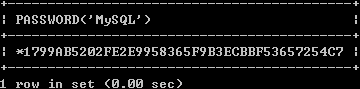 PASSWORD('MySQL')
*1799AB5202FE2E9958365F9B3ECBBF53657254C7
1 row in set (0.00 sec)